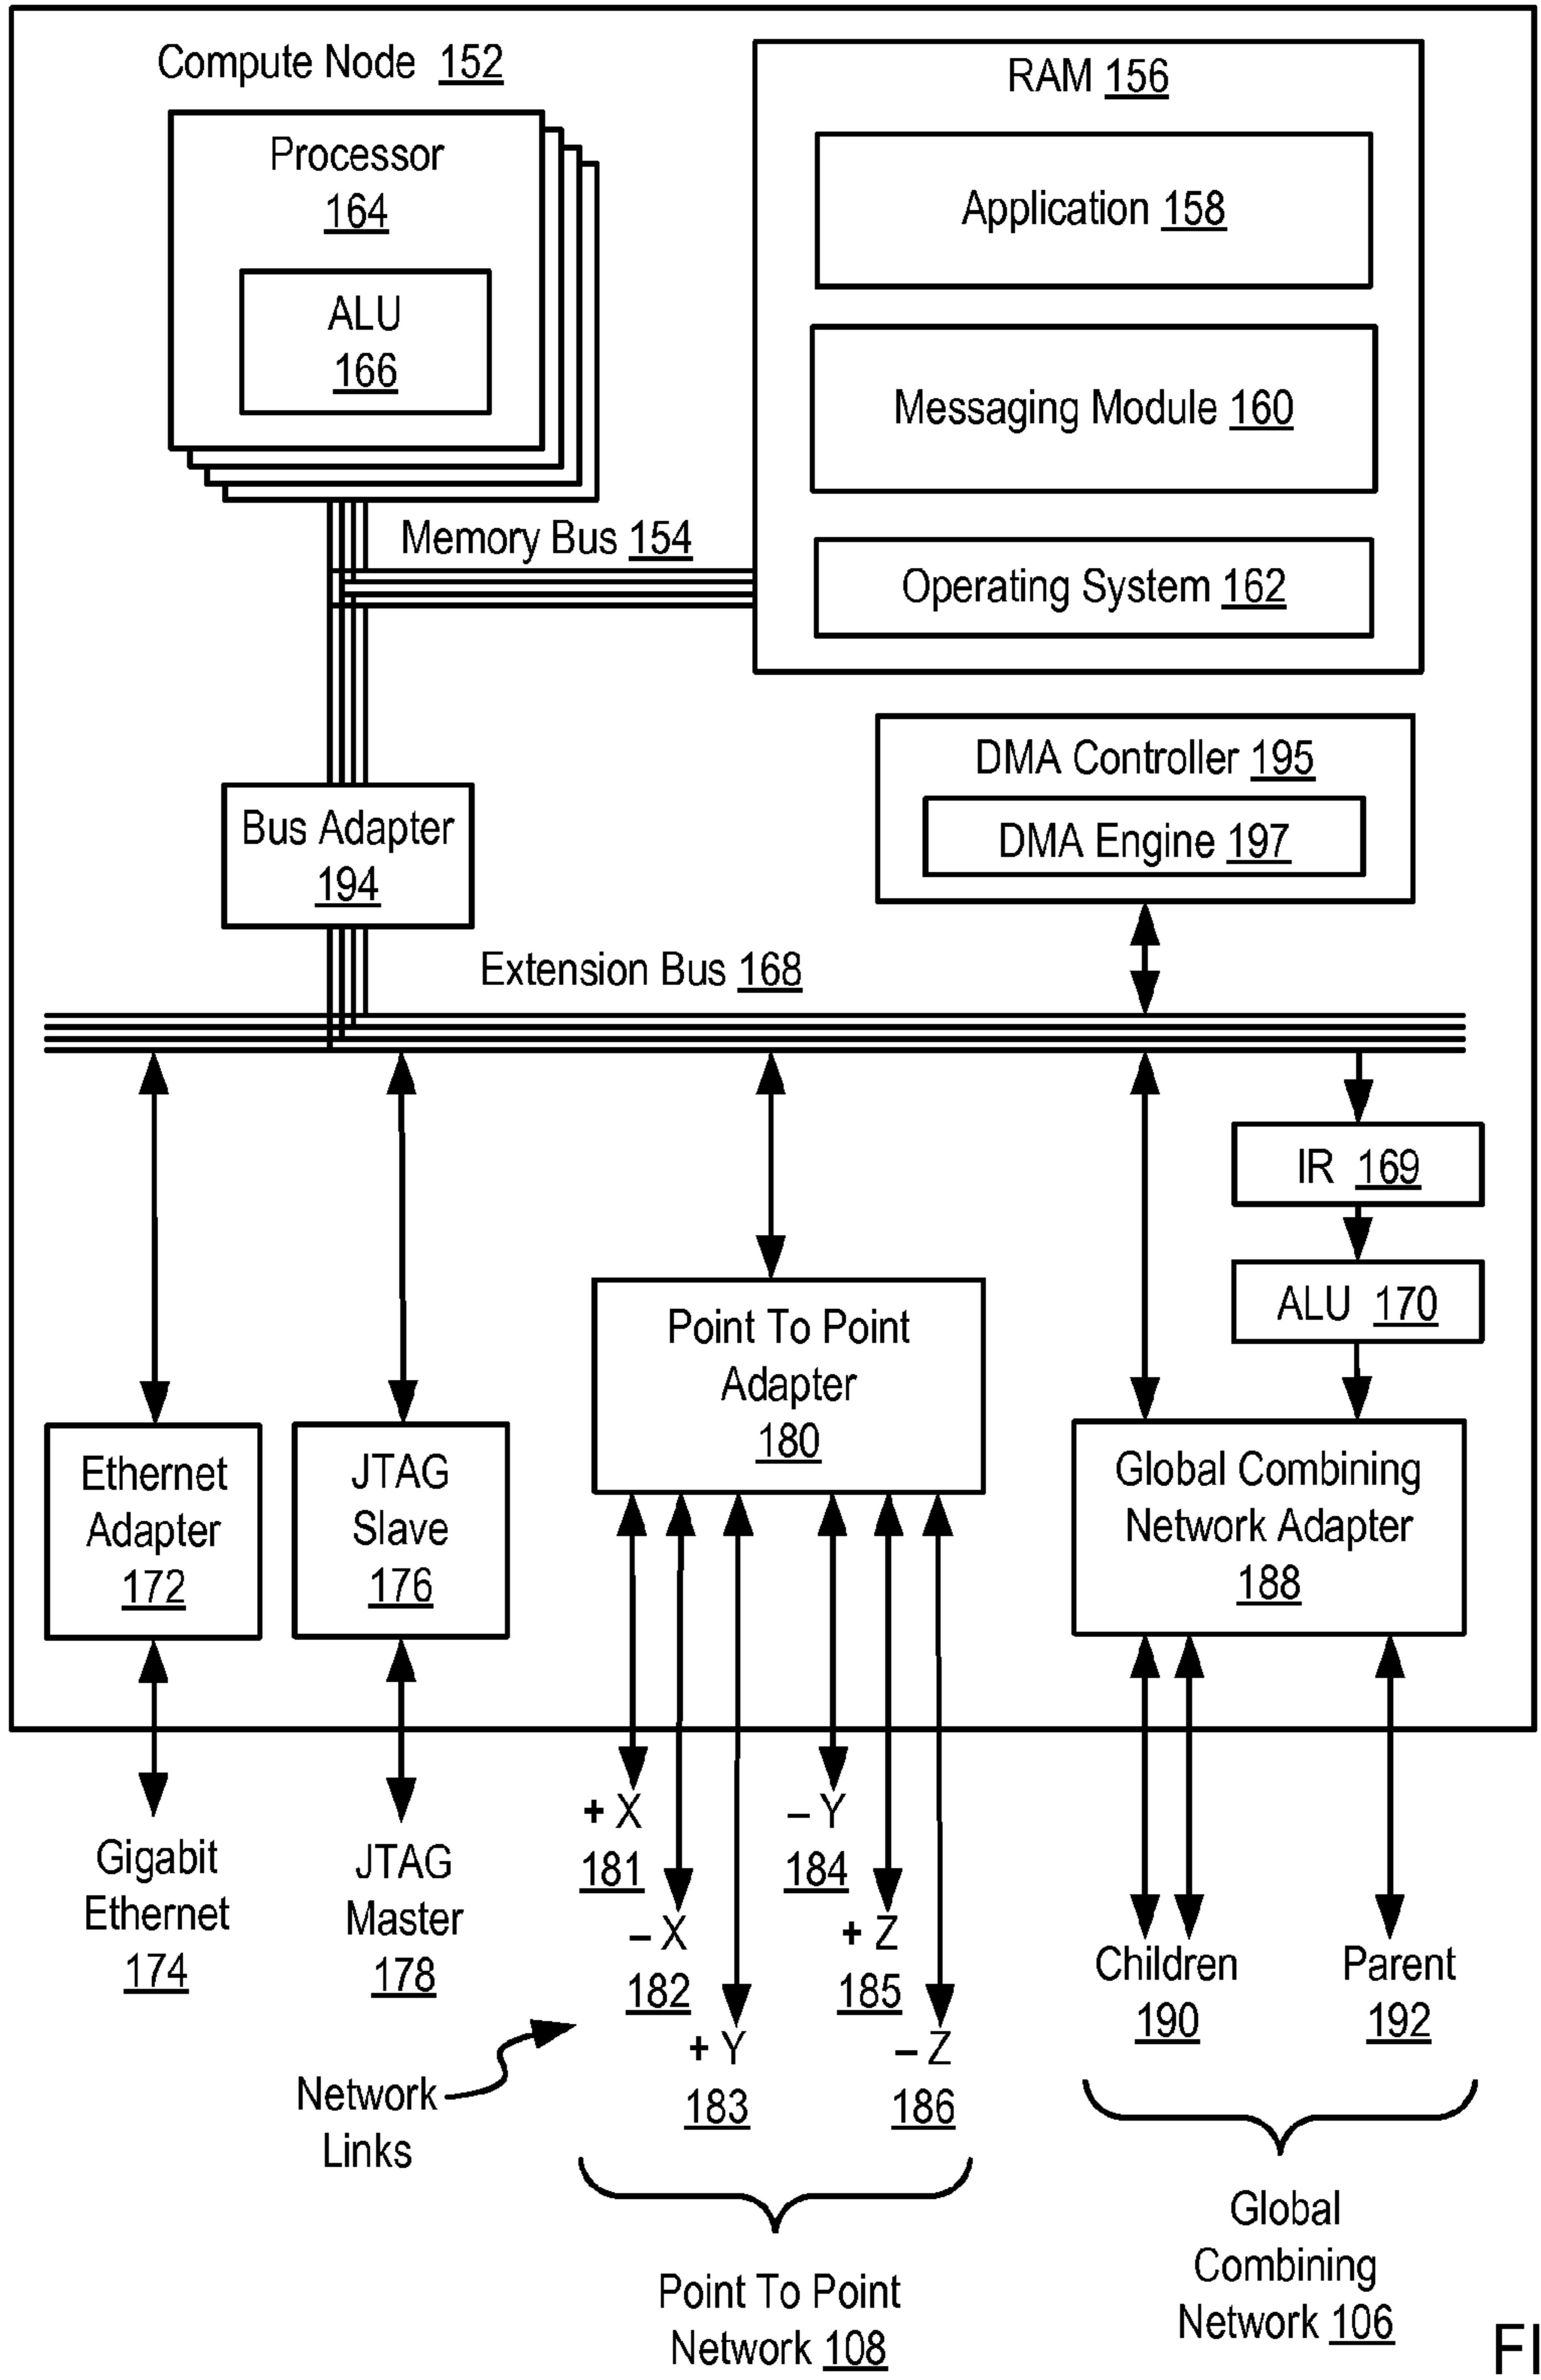 Compute Node 152
Processor
164
ALU
166
RAM 156
Application 158
Messaging Module 160
Operating System 162
Memory Bus 154
DMA Controller 195
DMA Engine 197
Bus Adapter
194
Extension Bus 168
IR 169
ALU 170
Point To Point
Adapter
180
Ethernet
Adapter
172
JTAG
Slave
176
Global Combining
Network Adapter
188
Gigabit
Ethernet
174
JTAG
Master
178
+ X
181
– X
182
+ Y
183
– Y
184
+ Z
185
– Z
186
Children
190
Parent
192
Network
Links
Point To Point
Network 108
Global
Combining
Network 106
FI